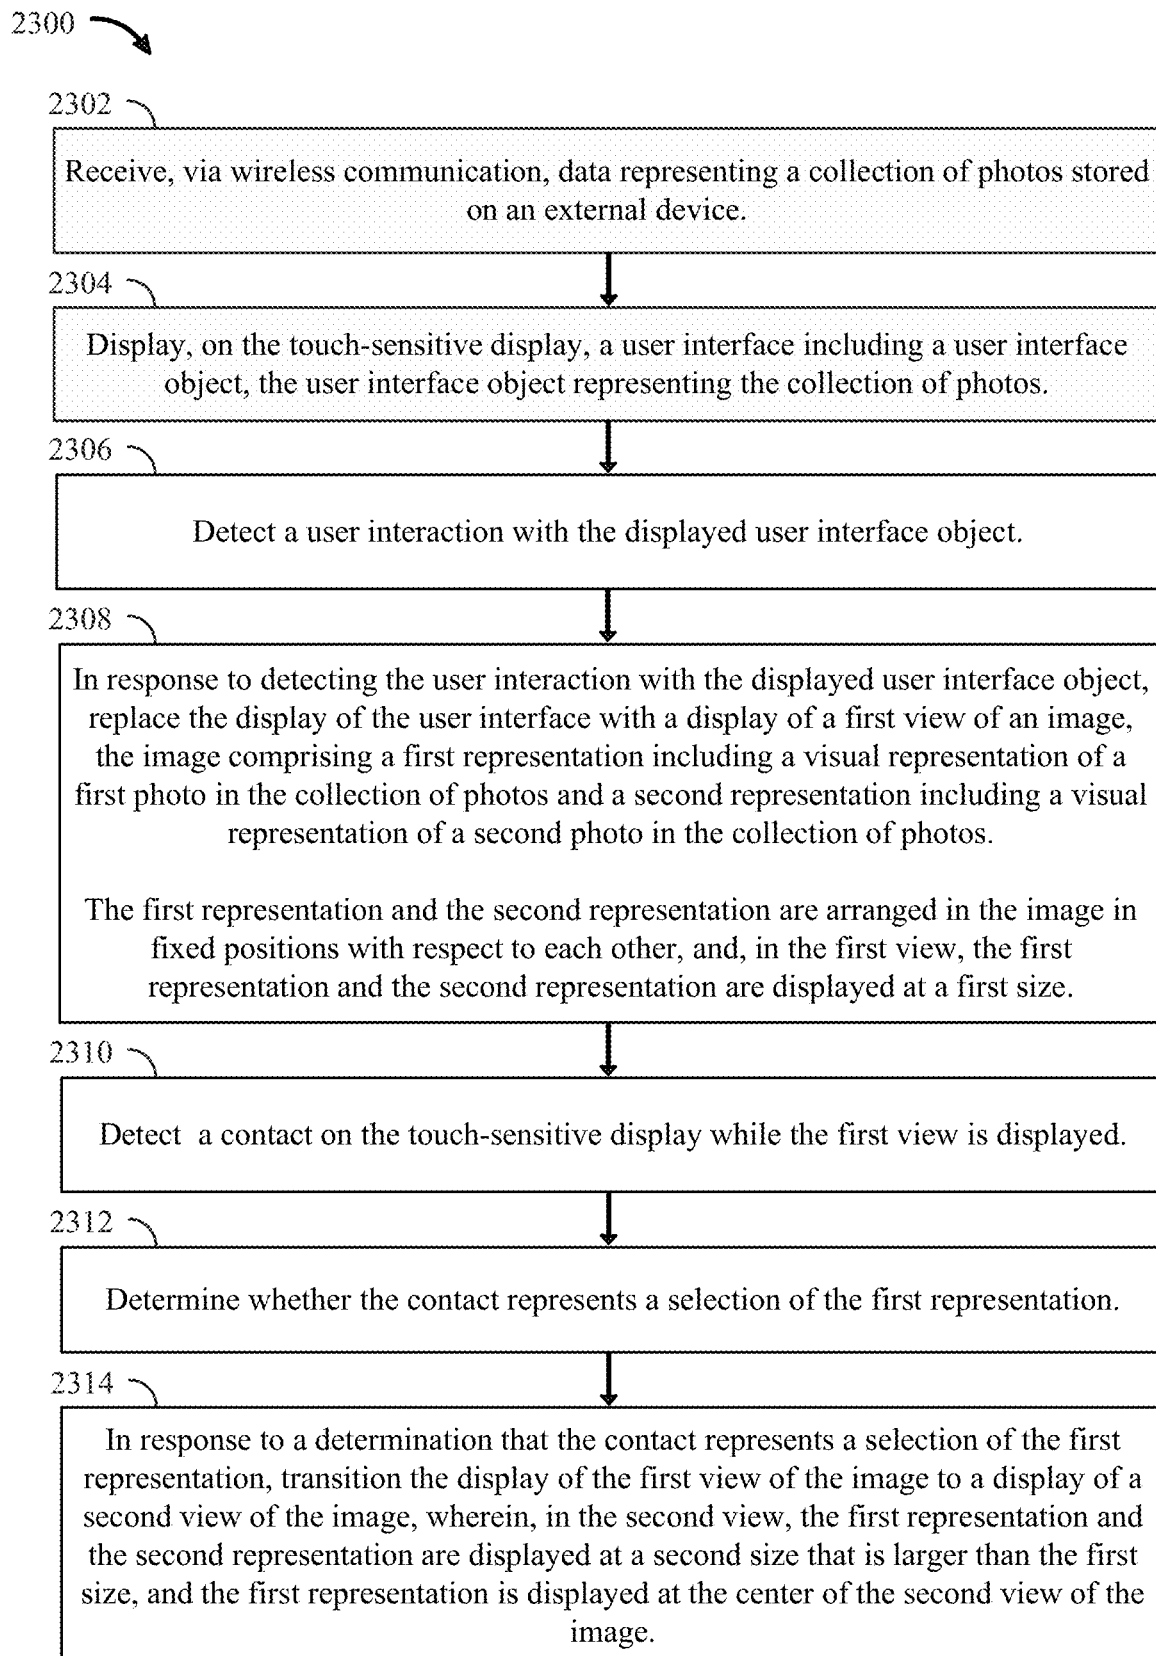 2300
2302
Receive, via wireless communication, data representing a collection of photos stored
on an external device.
2304
Display, on the touch-sensitive display, a user interface including a user interface
object, the user interface object representing the collection of photos.
2306
Detect a user interaction with the displayed user interface object.
2308
In response to detecting the user interaction with the displayed user interface object,
replace the display of the user interface with a display of a first view of an image,
the image comprising a first representation including a visual representation of a
first photo in the collection of photos and a second representation including a visual
representation of a second photo in the collection of photos.
The first representation and the second representation are arranged in the image in
fixed positions with respect to each other, and, in the first view, the first
representation and the second representation are displayed at a first size.
2310
Detect a contact on the touch-sensitive display while the first view is displayed.
2312
Determine whether the contact represents a selection of the first representation.
2314
In response to a determination that the contact represents a selection of the first
representation, transition the display of the first view of the image to a display of a
second view of the image, wherein, in the second view, the first representation and
the second representation are displayed at a second size that is larger than the first
size, and the first representation is displayed at the center of the second view of the
image.